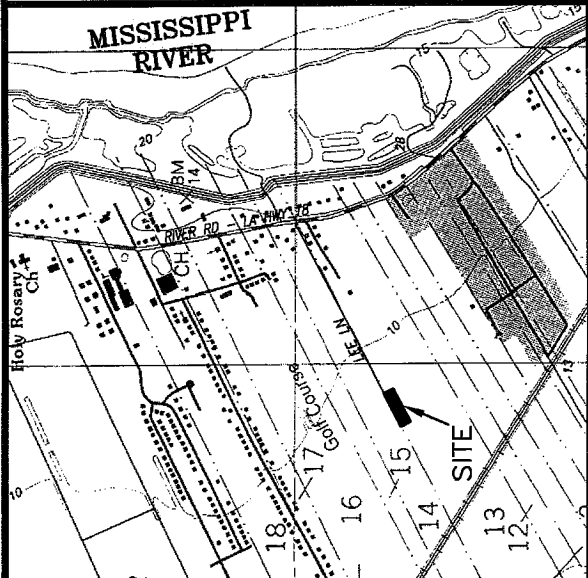 MISSISSIPPI
RIVER
15
20
BM
14
28
RIVER RD - LA HWY 18
CH
Holy Rosary
Ch
10
LEE LN
13
Golf Course
17
10
15
16
SITE
18
14
13
12